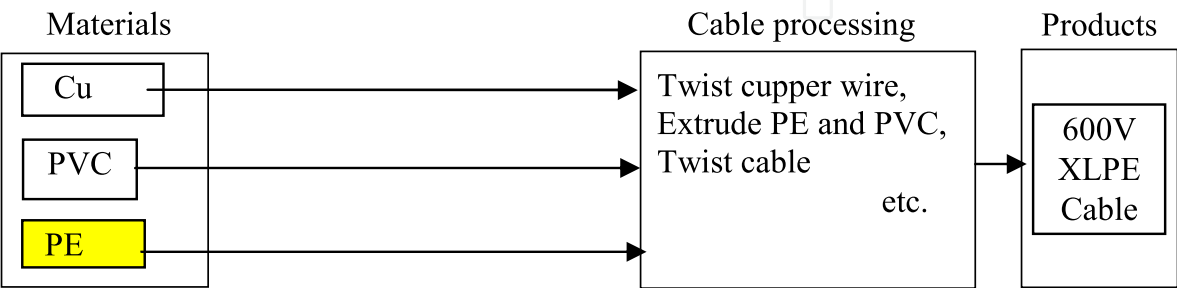 Materials
Cable processing
Products
Cu
PVC
PE
Twist cupper wire,
Extrude PE and PVC,
Twist cable
etc.
600V
XLPE
Cable